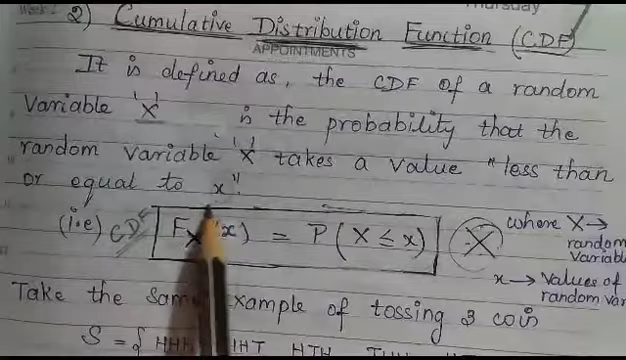 Thursday
2) Cumulative Distribution Function (CDF)
APPOINTMENTS
It is defined as, the CDF of a random
Variable 'X' is the probability that the
random variable 'X' takes a value "less than
or equal to x".
(i.e) CDF Fx(x) = P(X ≤ x) X where X →
random
Variable
x → Values of
random var
Take the same example of tossing 3 coin
S = { HHH HHT HTH